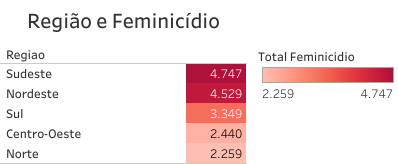 Região e Feminicídio
Regiao
Sudeste 4.747
Nordeste 4.529
Sul 3.349
Centro-Oeste 2.440
Norte 2.259
Total Feminicidio
2.259 4.747